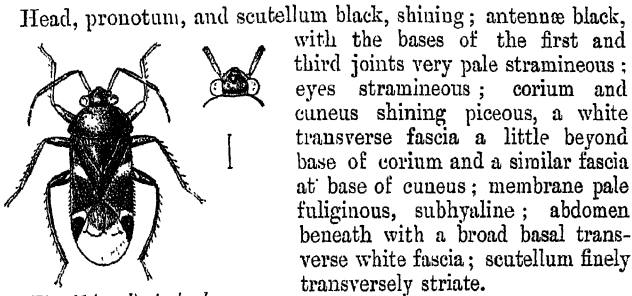 Head, pronotum, and scutellum black, shining; antennæ black,
with the bases of the first and
third joints very pale stramineous;
eyes stramineous; corium and
cuneus shining piceous, a white
transverse fascia a little beyond
base of corium and a similar fascia
at base of cuneus; membrane pale
fuliginous, subhyaline; abdomen
beneath with a broad basal trans-
verse white fascia; scutellum finely
transversely striate.